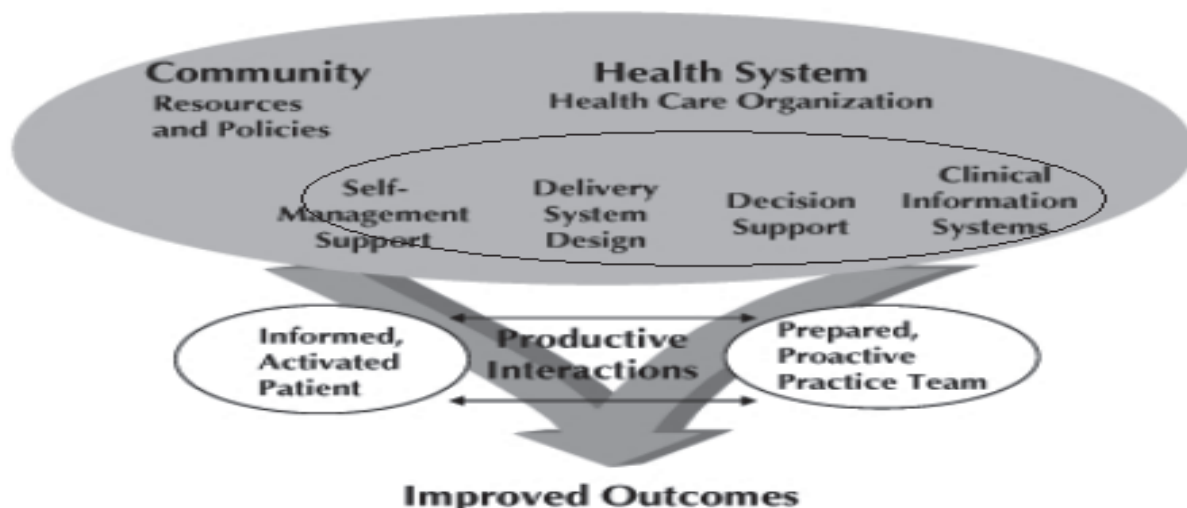 Community
Resources
and Policies
Health System
Health Care Organization
Self-
Management
Support
Delivery
System
Design
Decision
Support
Clinical
Information
Systems
Informed,
Activated
Patient
Productive
Interactions
Prepared,
Proactive
Practice Team
Improved Outcomes